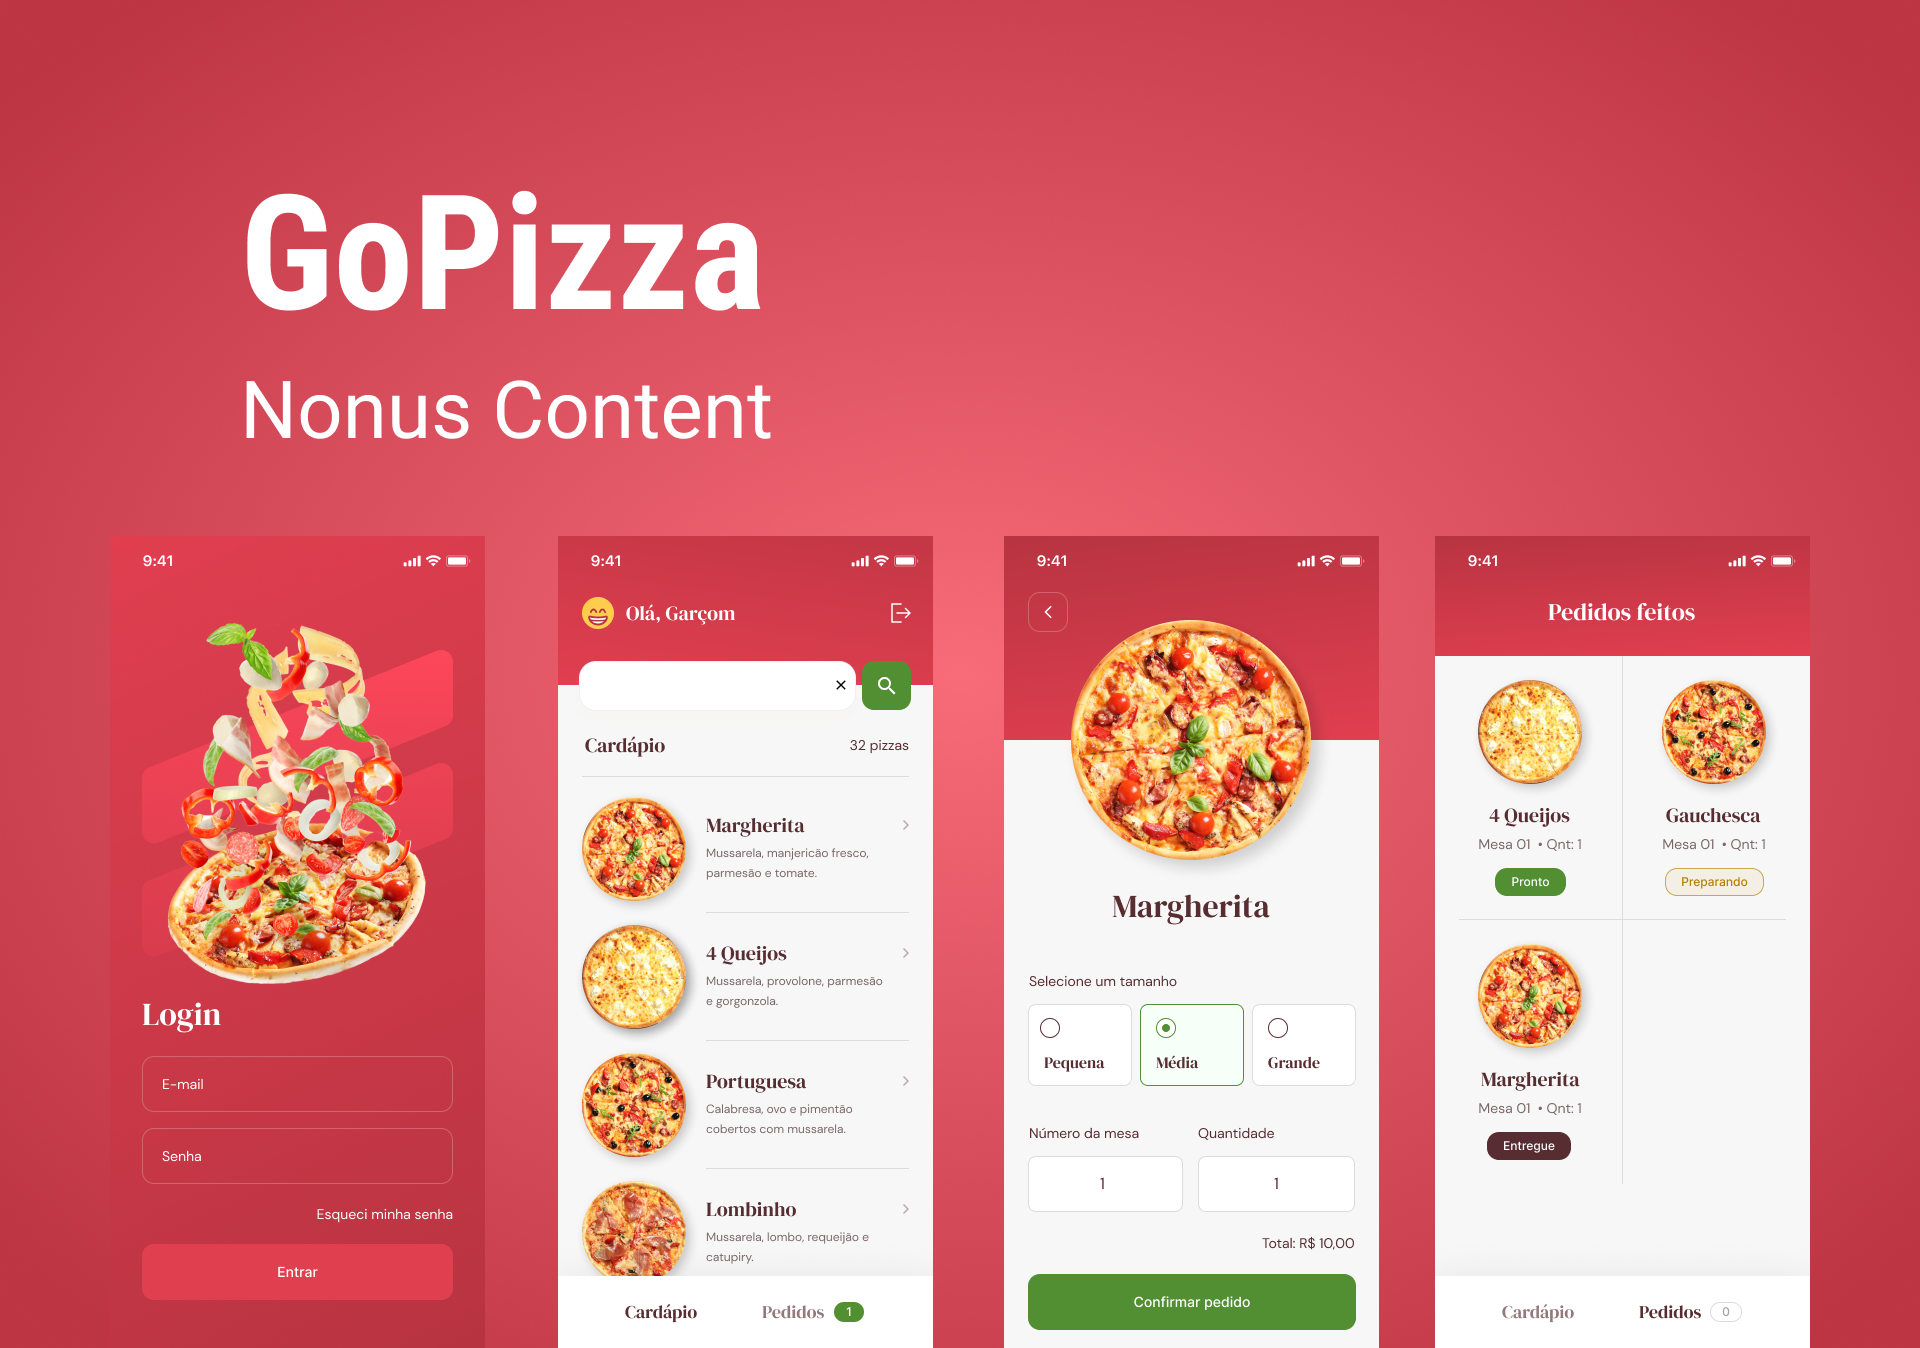 GoPizza
Nonus Content
9:41
Login
E-mail
Senha
Esqueci minha senha
Entrar
9:41
Olá, Garçom
Cardápio
32 pizzas
Margherita
Mussarela, manjericão fresco,
parmesão e tomate.
4 Queijos
Mussarela, provolone, parmesão
e gorgonzola.
Portuguesa
Calabresa, ovo e pimentão
cobertos com mussarela.
Lombinho
Mussarela, lombo, requeijão e
catupiry.
Cardápio
Pedidos 1
9:41
Margherita
Selecione um tamanho
Pequena
Média
Grande
Número da mesa
Quantidade
1
1
Total: R$ 10,00
Confirmar pedido
9:41
Pedidos feitos
4 Queijos
Mesa 01 • Qnt: 1
Pronto
Gauchesca
Mesa 01 • Qnt: 1
Preparando
Margherita
Mesa 01 • Qnt: 1
Entregue
Cardápio
Pedidos 0